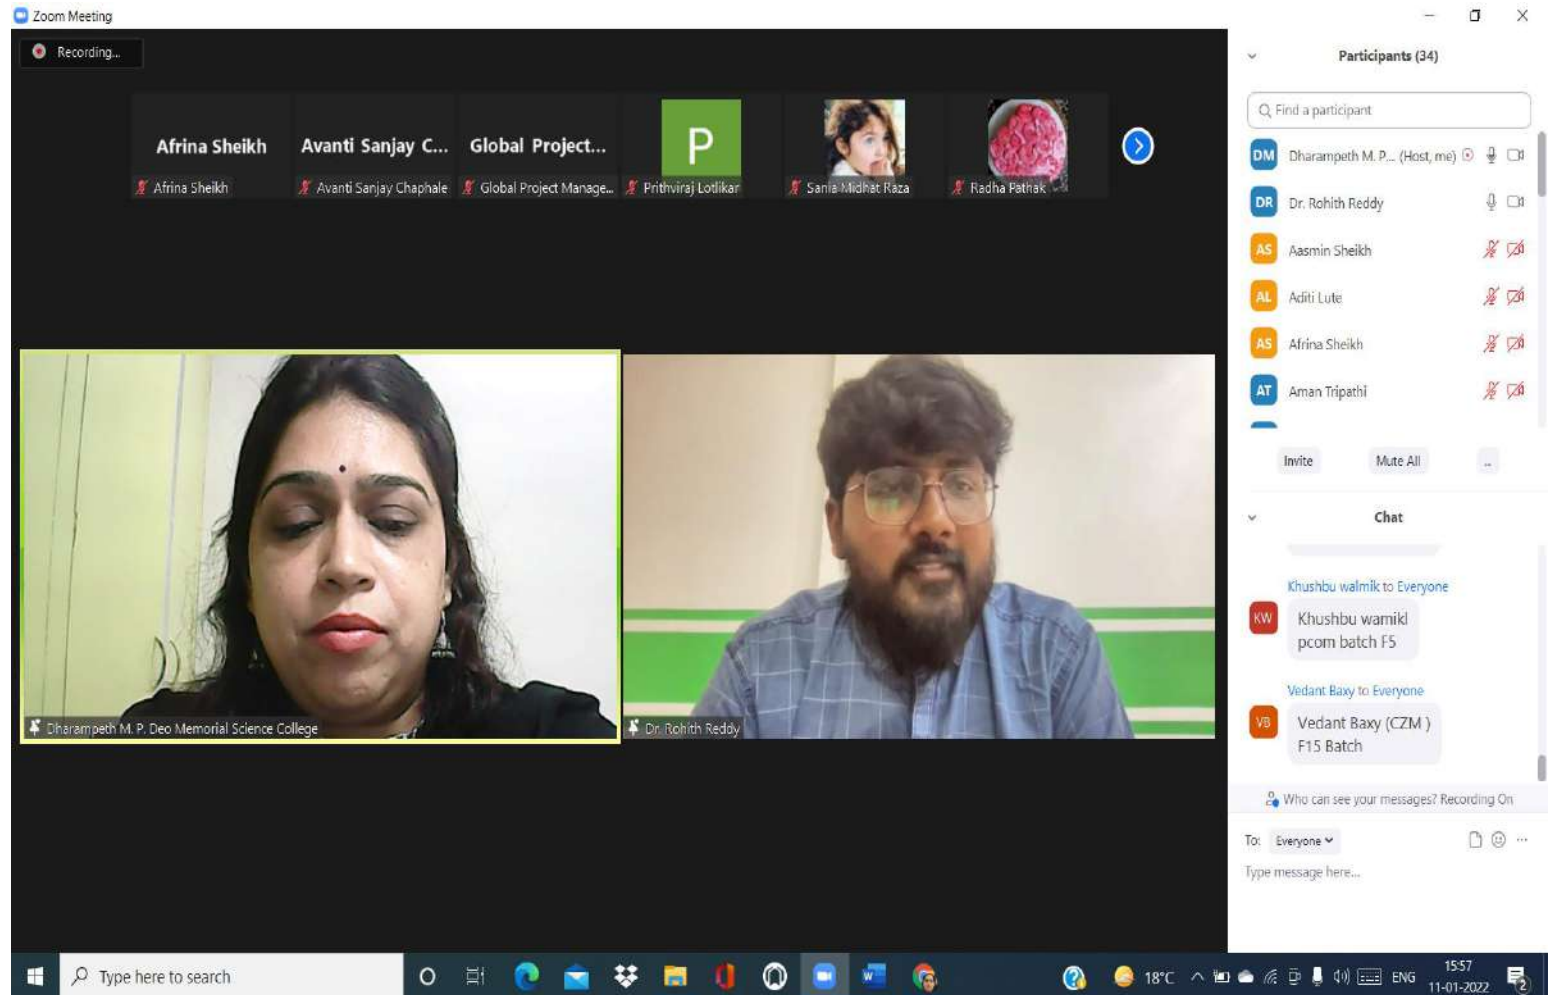 Zoom Meeting
Recording...
Afrina Sheikh
Avanti Sanjay C...
Global Project...
P
Afrina Sheikh
Avanti Sanjay Chaphale
Global Project Manage...
Prithviraj Lotlikar
Sania Midhat Raza
Radha Pathak
Dharampeth M. P. Deo Memorial Science College
Dr. Rohith Reddy
Participants (34)
Find a participant
DM Dharampeth M. P... (Host, me)
DR Dr. Rohith Reddy
AS Aasmin Sheikh
AL Aditi Lute
AS Afrina Sheikh
AT Aman Tripathi
Invite Mute All ...
Chat
Khushbu walmik to Everyone
KW Khushbu wamikl
pcom batch F5
Vedant Baxy to Everyone
VB Vedant Baxy (CZM )
F15 Batch
Who can see your messages? Recording On
To: Everyone
Type message here...
Type here to search
W
18°C
ENG
15:57
11-01-2022
2